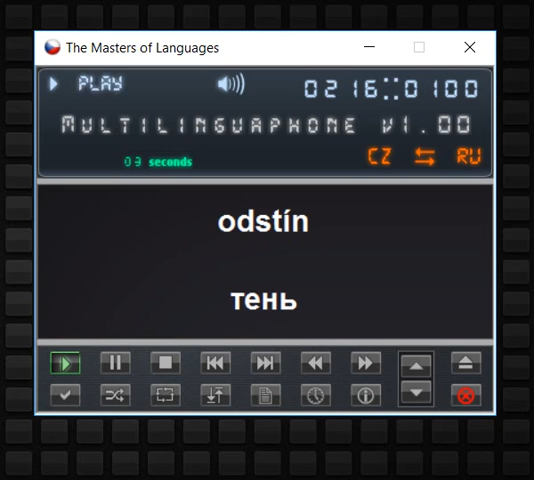 The Masters of Languages
PLAY 0216::0100
MULTILINGUAPHONE v1.00
03 seconds CZ RU
odstín
тень